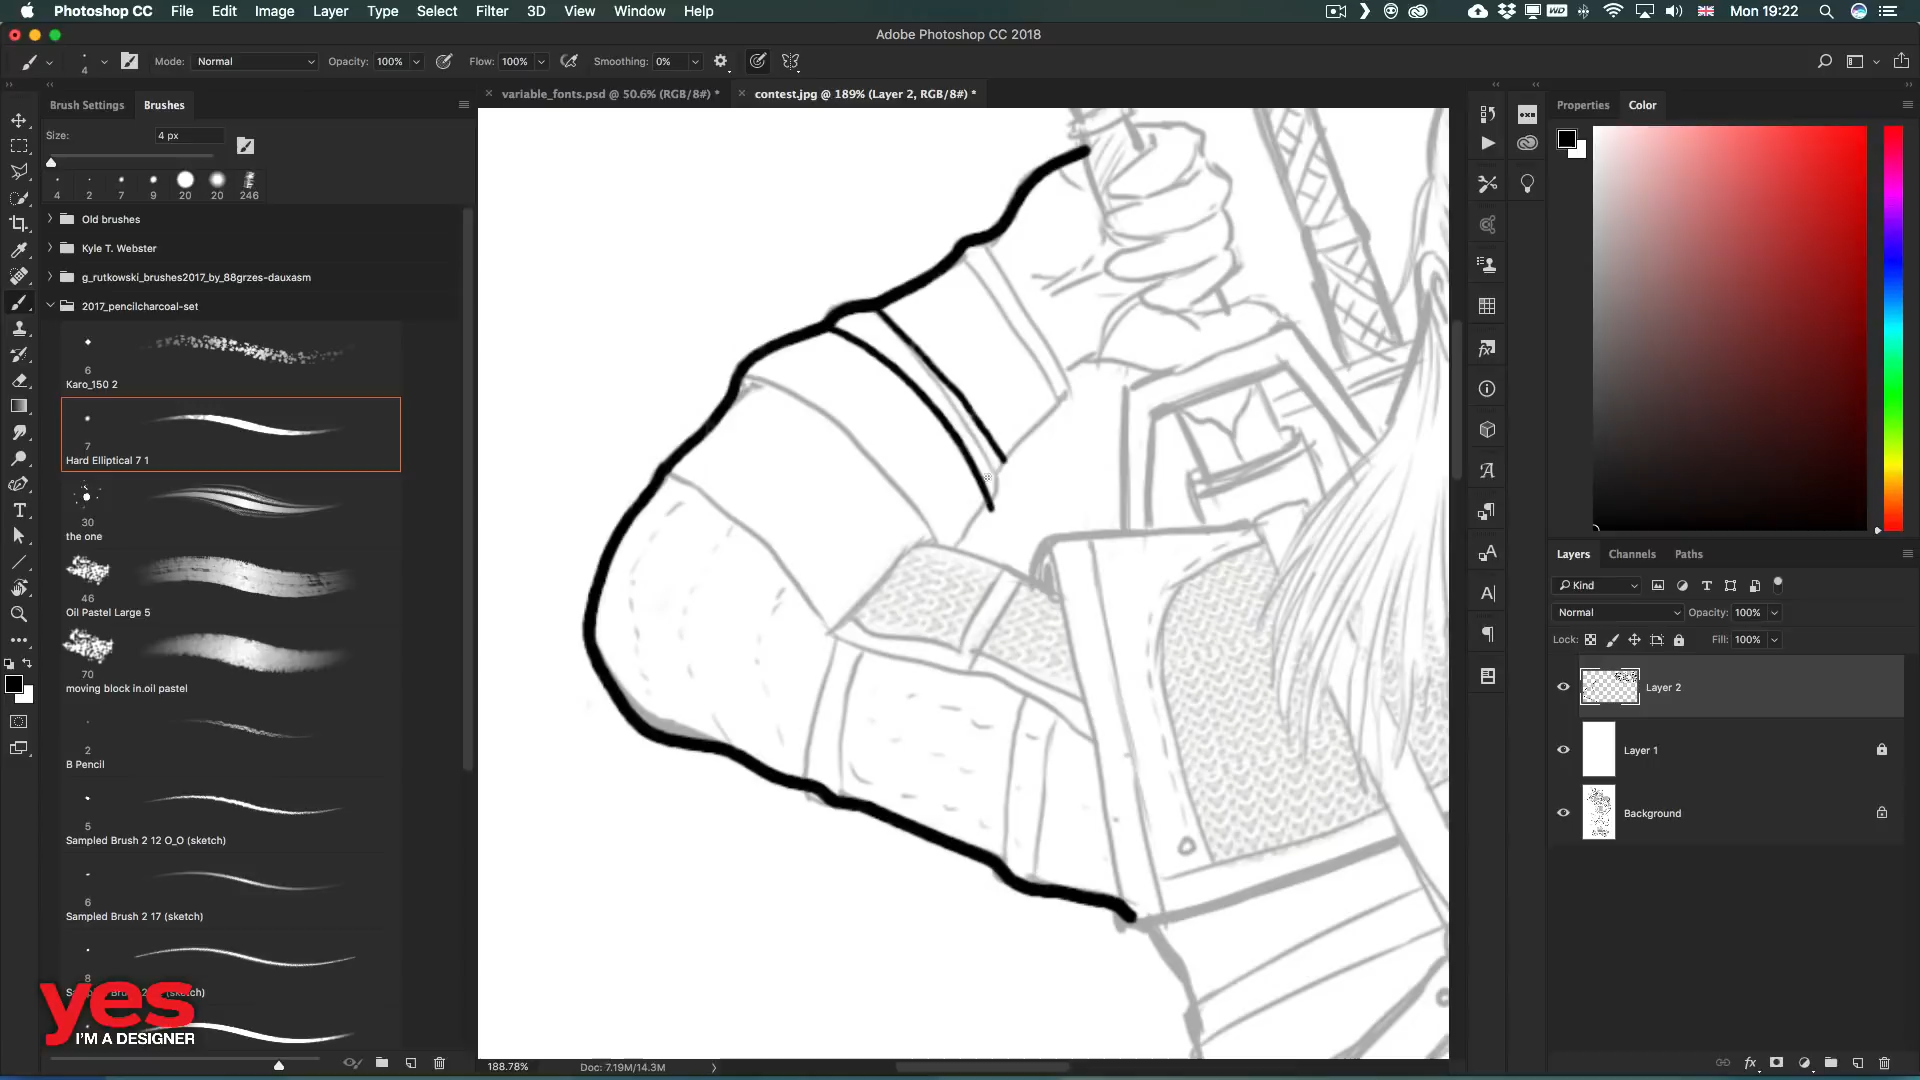 Photoshop CC File Edit Image Layer Type Select Filter 3D View Window Help WD Mon 19:22
Adobe Photoshop CC 2018
4 Mode: Normal Opacity: 100% Flow: 100% Smoothing: 0%
variable_fonts.psd @ 50.6% (RGB/8#) * contest.jpg @ 189% (Layer 2, RGB/8#) *
Brush Settings Brushes
Size: 4 px
4 2 7 9 20 20 246
Old brushes
Kyle T. Webster
g_rutkowski_brushes2017_by_88grzes-dauxasm
2017_pencilcharcoal-set
6
Karo_150 2
7
Hard Elliptical 7 1
30
the one
46
Oil Pastel Large 5
70
moving block in.oil pastel
2
B Pencil
5
Sampled Brush 2 12 O_O (sketch)
6
Sampled Brush 2 17 (sketch)
8
(sketch)
yes
I'M A DESIGNER
188.78% Doc: 7.19M/14.3M
Properties Color
Layers Channels Paths
Kind
Normal Opacity: 100%
Lock: Fill: 100%
Layer 2
Layer 1
Background